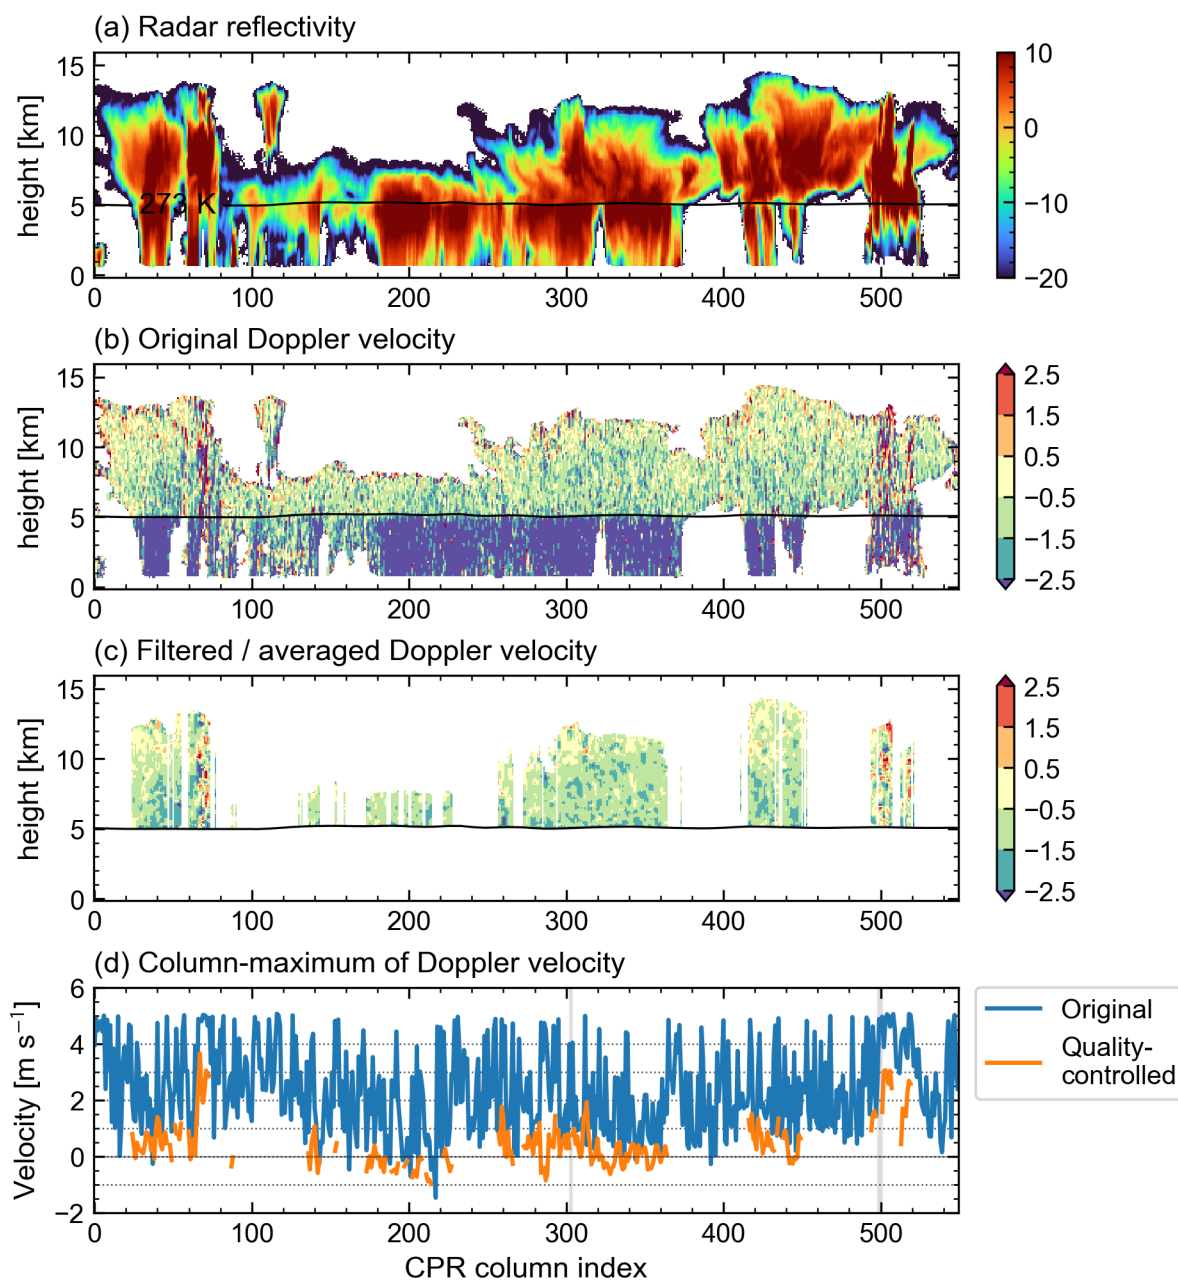 (a) Radar reflectivity
height [km]
15
10
5
0
273 K
0 100 200 300 400 500
10
0
−10
−20
(b) Original Doppler velocity
height [km]
15
10
5
0
0 100 200 300 400 500
2.5
1.5
0.5
−0.5
−1.5
−2.5
(c) Filtered / averaged Doppler velocity
height [km]
15
10
5
0
0 100 200 300 400 500
2.5
1.5
0.5
−0.5
−1.5
−2.5
(d) Column-maximum of Doppler velocity
Velocity [m s⁻¹]
6
4
2
0
−2
0 100 200 300 400 500
CPR column index
Original
Quality-
controlled